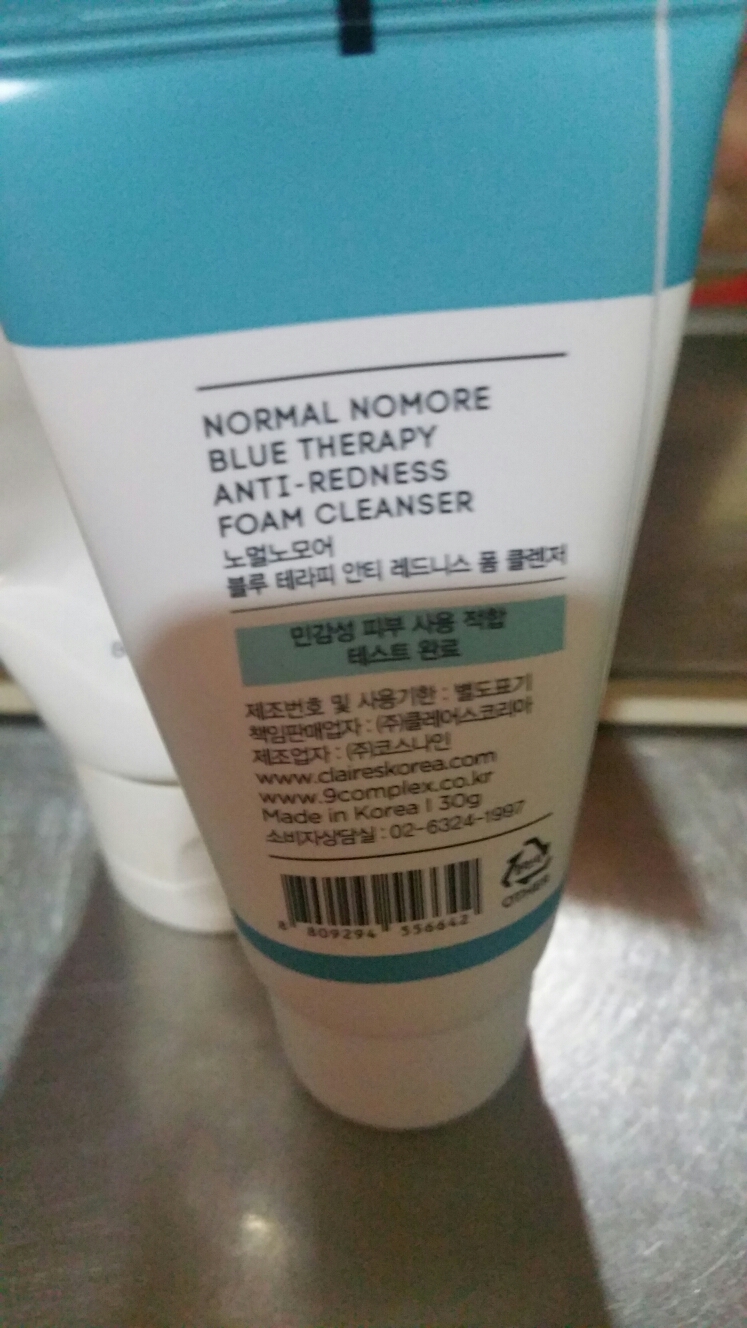 NORMAL NOMORE
BLUE THERAPY
ANTI-REDNESS
FOAM CLEANSER
노멀노모어
블루 테라피 안티 레드니스 폼 클렌저
민감성 피부 사용 적합
테스트 완료
제조번호 및 사용기한 : 별도표기
책임판매업자 : (주)클레어스코리아
제조업자 : (주)코스나인
www.claireskorea.com
www.9complex.co.kr
Made in Korea I 30g
소비자상담실 : 02-6324-1997
OTHER
8 809294 556642